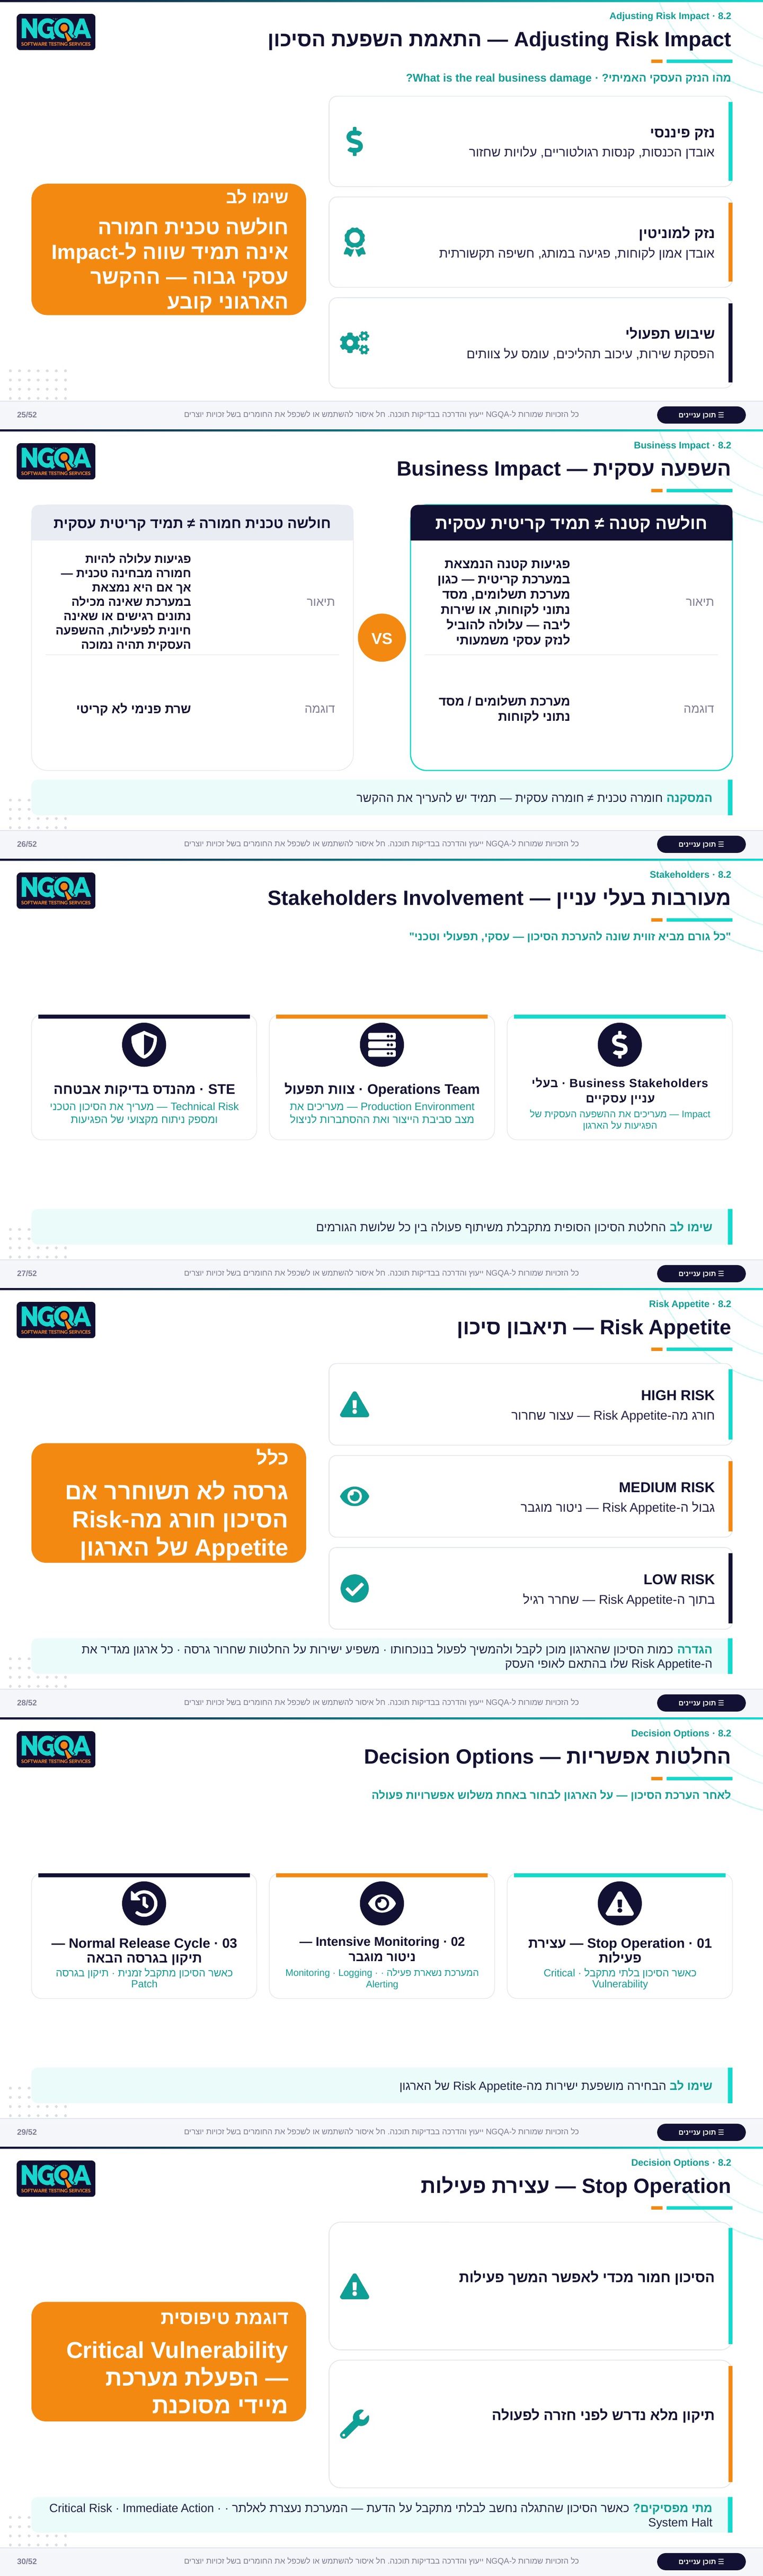 NGQA
SOFTWARE TESTING SERVICES
8.2 · Adjusting Risk Impact
Adjusting Risk Impact — התאמת השפעת הסיכון
מהו הנזק העסקי האמיתי? · What is the real business damage?
נזק פיננסי
אובדן הכנסות, קנסות רגולטוריים, עלויות שחזור
נזק למוניטין
אובדן אמון לקוחות, פגיעה במותג, חשיפה תקשורתית
שיבוש תפעולי
הפסקת שירות, עיכוב תהליכים, עומס על צוותים
שימו לב
חולשה טכנית חמורה
אינה תמיד שווה ל-Impact
עסקי גבוה — ההקשר
הארגוני קובע
☰ תוכן עניינים
כל הזכויות שמורות ל-NGQA ייעוץ והדרכה בבדיקות תוכנה. חל איסור להשתמש או לשכפל את החומרים בשל זכויות יוצרים
25/52
NGQA
SOFTWARE TESTING SERVICES
8.2 · Business Impact
השפעה עסקית — Business Impact
חולשה קטנה ≠ תמיד קריטית עסקית
תיאור
פגיעות קטנה הנמצאת
במערכת קריטית — כגון
מערכת תשלומים, מסד
נתוני לקוחות, או שירות
ליבה — עלולה להוביל
לנזק עסקי משמעותי
דוגמה
מערכת תשלומים / מסד
נתוני לקוחות
VS
חולשה טכנית חמורה ≠ תמיד קריטית עסקית
תיאור
פגיעות עלולה להיות
חמורה מבחינה טכנית —
אך אם היא נמצאת
במערכת שאינה מכילה
נתונים רגישים או שאינה
חיונית לפעילות, ההשפעה
העסקית תהיה נמוכה
דוגמה
שרת פנימי לא קריטי
המסקנה חומרה טכנית ≠ חומרה עסקית — תמיד יש להעריך את ההקשר
☰ תוכן עניינים
כל הזכויות שמורות ל-NGQA ייעוץ והדרכה בבדיקות תוכנה. חל איסור להשתמש או לשכפל את החומרים בשל זכויות יוצרים
26/52
NGQA
SOFTWARE TESTING SERVICES
8.2 · Stakeholders
מעורבות בעלי עניין — Stakeholders Involvement
"כל גורם מביא זווית שונה להערכת הסיכון — עסקי, תפעולי וטכני"
Business Stakeholders · בעלי
עניין עסקיים
Impact — מעריכים את ההשפעה העסקית של
הפגיעות על הארגון
Operations Team · צוות תפעול
Production Environment — מעריכים את
מצב סביבת הייצור ואת ההסתברות לניצול
STE · מהנדס בדיקות אבטחה
Technical Risk — מעריך את הסיכון הטכני
ומספק ניתוח מקצועי של הפגיעות
שימו לב החלטת הסיכון הסופית מתקבלת משיתוף פעולה בין כל שלושת הגורמים
☰ תוכן עניינים
כל הזכויות שמורות ל-NGQA ייעוץ והדרכה בבדיקות תוכנה. חל איסור להשתמש או לשכפל את החומרים בשל זכויות יוצרים
27/52
NGQA
SOFTWARE TESTING SERVICES
8.2 · Risk Appetite
Risk Appetite — תיאבון סיכון
HIGH RISK
חורג מה-Risk Appetite — עצור שחרור
MEDIUM RISK
גבול ה-Risk Appetite — ניטור מוגבר
LOW RISK
בתוך ה-Risk Appetite — שחרר רגיל
כלל
גרסה לא תשוחרר אם
הסיכון חורג מה-Risk
Appetite של הארגון
הגדרה כמות הסיכון שהארגון מוכן לקבל ולהמשיך לפעול בנוכחותו · משפיע ישירות על החלטות שחרור גרסה · כל ארגון מגדיר את
ה-Risk Appetite שלו בהתאם לאופי העסק
☰ תוכן עניינים
כל הזכויות שמורות ל-NGQA ייעוץ והדרכה בבדיקות תוכנה. חל איסור להשתמש או לשכפל את החומרים בשל זכויות יוצרים
28/52
NGQA
SOFTWARE TESTING SERVICES
8.2 · Decision Options
החלטות אפשריות — Decision Options
לאחר הערכת הסיכון — על הארגון לבחור באחת משלוש אפשרויות פעולה
01 · Stop Operation — עצירת
פעילות
כאשר הסיכון בלתי מתקבל · Critical
Vulnerability
02 · Intensive Monitoring —
ניטור מוגבר
המערכת נשארת פעילה · Monitoring · Logging ·
Alerting
03 · Normal Release Cycle —
תיקון בגרסה הבאה
כאשר הסיכון מתקבל זמנית · תיקון בגרסה
Patch
שימו לב הבחירה מושפעת ישירות מה-Risk Appetite של הארגון
☰ תוכן עניינים
כל הזכויות שמורות ל-NGQA ייעוץ והדרכה בבדיקות תוכנה. חל איסור להשתמש או לשכפל את החומרים בשל זכויות יוצרים
29/52
NGQA
SOFTWARE TESTING SERVICES
8.2 · Decision Options
Stop Operation — עצירת פעילות
הסיכון חמור מכדי לאפשר המשך פעילות
תיקון מלא נדרש לפני חזרה לפעולה
דוגמת טיפוסית
Critical Vulnerability
— הפעלת מערכת
מיידי מסוכנת
מתי מפסיקים? כאשר הסיכון שהתגלה נחשב לבלתי מתקבל על הדעת — המערכת נעצרת לאלתר · Critical Risk · Immediate Action ·
System Halt
☰ תוכן עניינים
כל הזכויות שמורות ל-NGQA ייעוץ והדרכה בבדיקות תוכנה. חל איסור להשתמש או לשכפל את החומרים בשל זכויות יוצרים
30/52